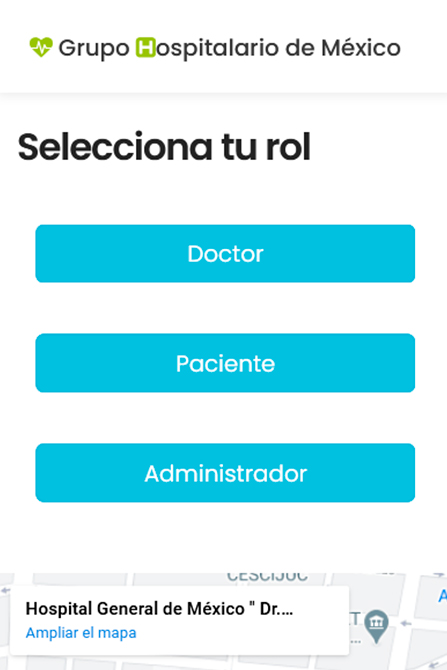 Grupo Hospitalario de México
Selecciona tu rol
Doctor
Paciente
Administrador
CESCIJUC
Hospital General de México " Dr....
Ampliar el mapa